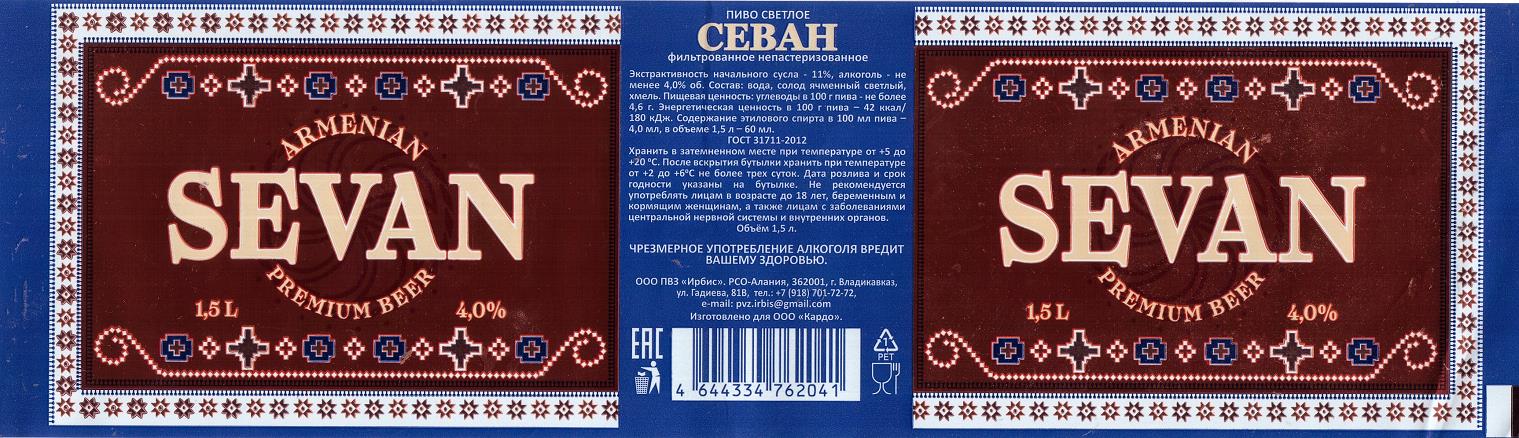 ARMENIAN
SEVAN
PREMIUM BEER
1,5 L
4,0%
ПИВО СВЕТЛОЕ
СЕВАН
фильтрованное непастеризованное
Экстрактивность начального сусла - 11%, алкоголь - не
менее 4,0% об. Состав: вода, солод ячменный светлый,
хмель. Пищевая ценность: углеводы в 100 г пива - не более
4,6 г. Энергетическая ценность в 100 г пива – 42 ккал/
180 кДж. Содержание этилового спирта в 100 мл пива –
4,0 мл, в объеме 1,5 л – 60 мл.
ГОСТ 31711-2012
Хранить в затемненном месте при температуре от +5 до
+20 °С. После вскрытия бутылки хранить при температуре
от +2 до +6°С не более трех суток. Дата розлива и срок
годности указаны на бутылке. Не рекомендуется
употреблять лицам в возрасте до 18 лет, беременным и
кормящим женщинам, а также лицам с заболеваниями
центральной нервной системы и внутренних органов.
Объём 1,5 л.
ЧРЕЗМЕРНОЕ УПОТРЕБЛЕНИЕ АЛКОГОЛЯ ВРЕДИТ
ВАШЕМУ ЗДОРОВЬЮ.
ООО ПВЗ «Ирбис». РСО-Алания, 362001, г. Владикавказ,
ул. Гадиева, 81В, тел.: +7 (918) 701-72-72,
e-mail: pvz.irbis@gmail.com
Изготовлено для ООО «Кардо».
EAC
4 644334 762041
1
PET
ARMENIAN
SEVAN
PREMIUM BEER
1,5 L
4,0%